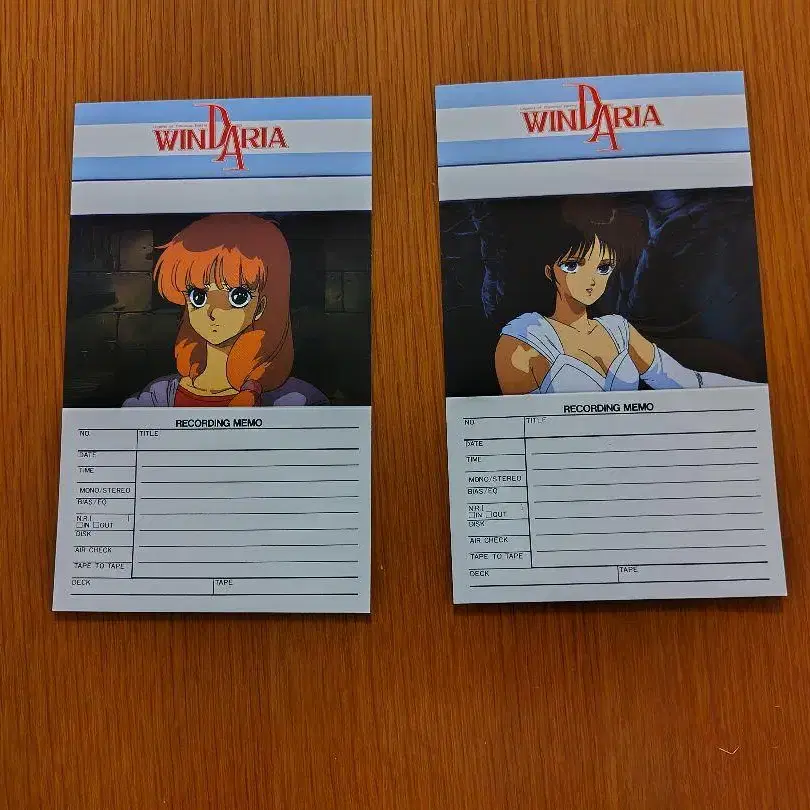 WINDARIA
RECORDING MEMO
NO. TITLE
DATE
TIME
MONO/STEREO
BIAS/EQ
N.R.[ ]
□IN □OUT
DISK
AIR CHECK
TAPE TO TAPE
DECK TAPE
WINDARIA
RECORDING MEMO
NO. TITLE
DATE
TIME
MONO/STEREO
BIAS/EQ
N.R.[ ]
□IN □OUT
DISK
AIR CHECK
TAPE TO TAPE
DECK TAPE